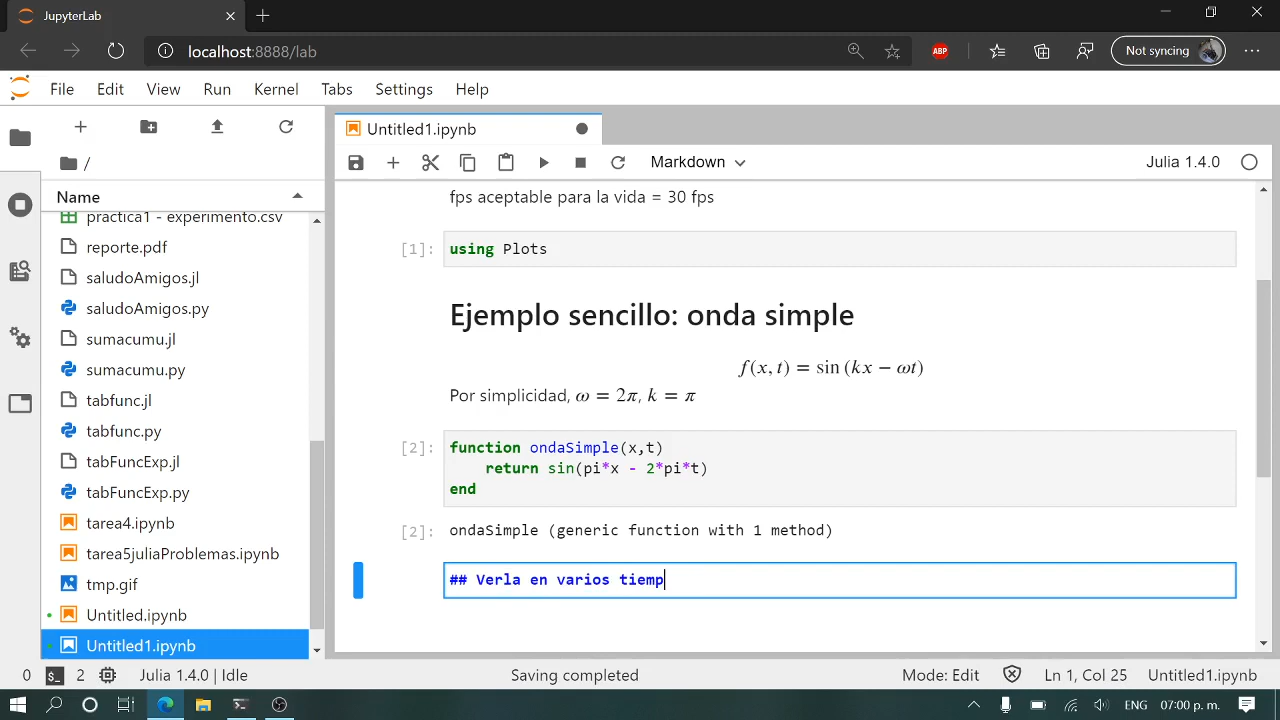 JupyterLab
localhost:8888/lab
ABP
Not syncing
File Edit View Run Kernel Tabs Settings Help
Untitled1.ipynb
/
Markdown
Julia 1.4.0
Name
practica1 - experimento.csv
reporte.pdf
saludoAmigos.jl
saludoAmigos.py
sumacumu.jl
sumacumu.py
tabfunc.jl
tabfunc.py
tabFuncExp.jl
tabFuncExp.py
tarea4.ipynb
tarea5juliaProblemas.ipynb
tmp.gif
Untitled.ipynb
Untitled1.ipynb
fps aceptable para la vida = 30 fps
[1]: using Plots
Ejemplo sencillo: onda simple
f(x, t) = sin (kx − ωt)
Por simplicidad, ω = 2π, k = π
[2]: function ondaSimple(x,t)
return sin(pi*x - 2*pi*t)
end
[2]: ondaSimple (generic function with 1 method)
## Verla en varios tiemp
0 $_ 2 Julia 1.4.0 | Idle Saving completed Mode: Edit Ln 1, Col 25 Untitled1.ipynb
ENG 07:00 p. m.